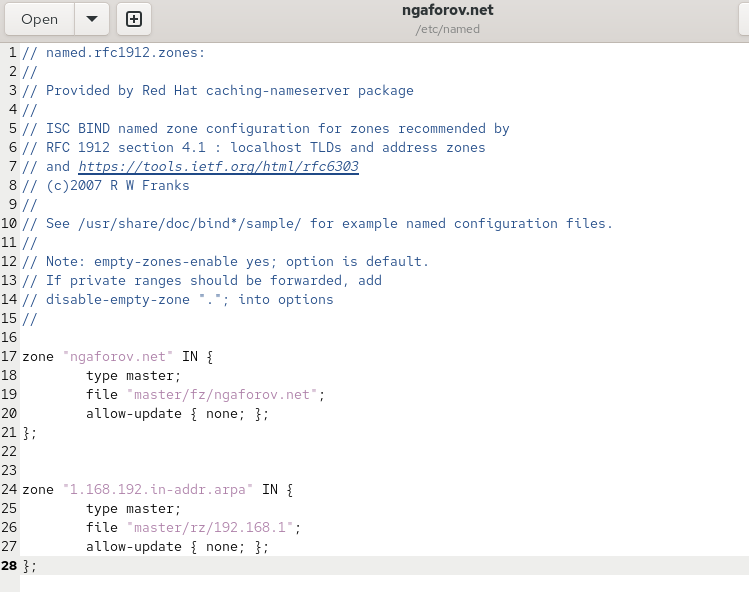 Open
ngaforov.net
/etc/named
1 // named.rfc1912.zones:
2 //
3 // Provided by Red Hat caching-nameserver package
4 //
5 // ISC BIND named zone configuration for zones recommended by
6 // RFC 1912 section 4.1 : localhost TLDs and address zones
7 // and https://tools.ietf.org/html/rfc6303
8 // (c)2007 R W Franks
9 //
10 // See /usr/share/doc/bind*/sample/ for example named configuration files.
11 //
12 // Note: empty-zones-enable yes; option is default.
13 // If private ranges should be forwarded, add
14 // disable-empty-zone "."; into options
15 //
16
17 zone "ngaforov.net" IN {
18         type master;
19         file "master/fz/ngaforov.net";
20         allow-update { none; };
21 };
22
23
24 zone "1.168.192.in-addr.arpa" IN {
25         type master;
26         file "master/rz/192.168.1";
27         allow-update { none; };
28 };